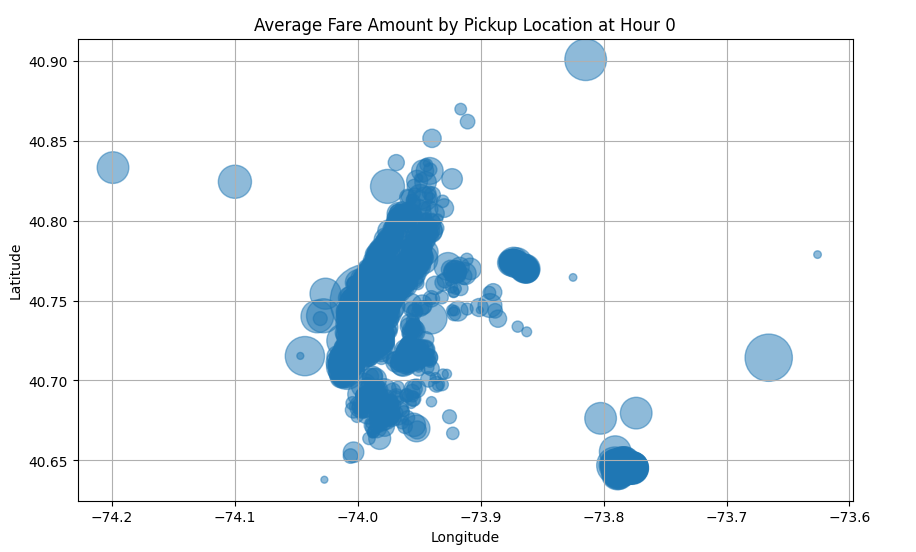 Average Fare Amount by Pickup Location at Hour 0
40.90
40.85
40.80
40.75
40.70
40.65
Latitude
−74.2 −74.1 −74.0 −73.9 −73.8 −73.7 −73.6
Longitude